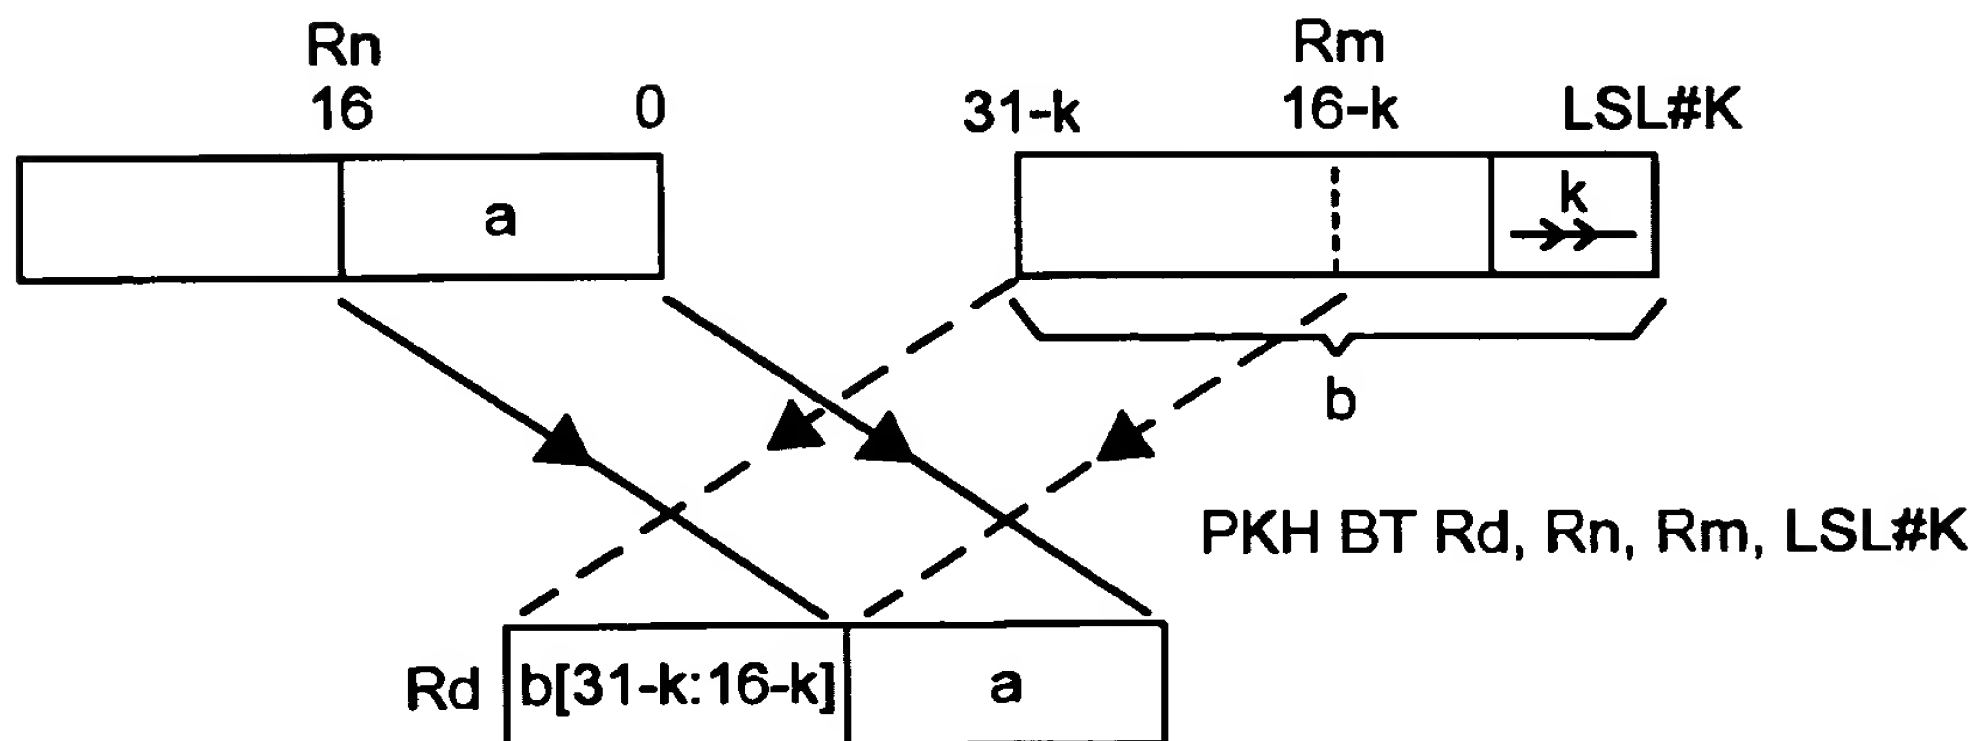 Rn
16
0
a
Rm
31-k
16-k
LSL#K
k
b
PKH BT Rd, Rn, Rm, LSL#K
Rd
b[31-k:16-k]
a